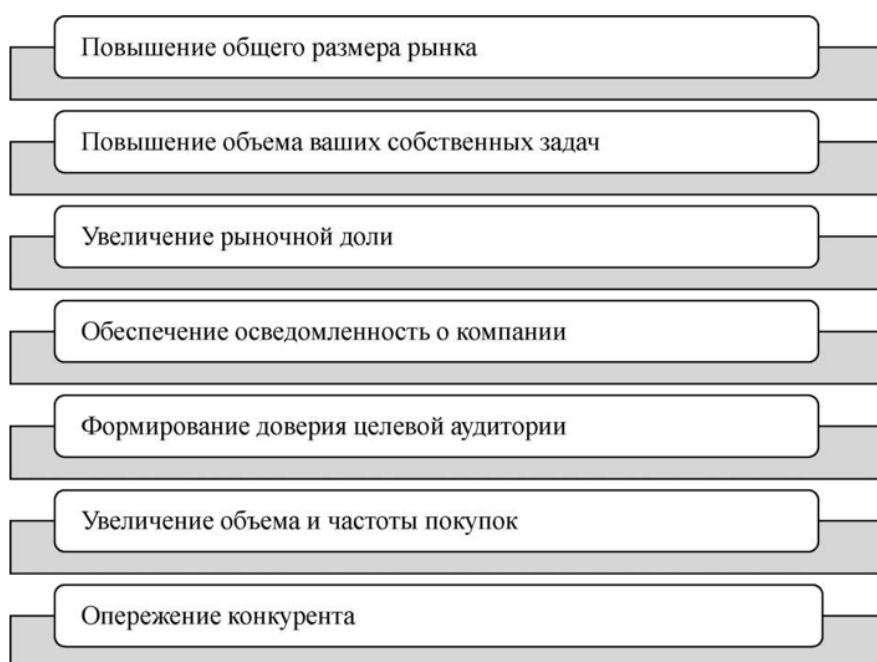 Повышение общего размера рынка
Повышение объема ваших собственных задач
Увеличение рыночной доли
Обеспечение осведомленность о компании
Формирование доверия целевой аудитории
Увеличение объема и частоты покупок
Опережение конкурента